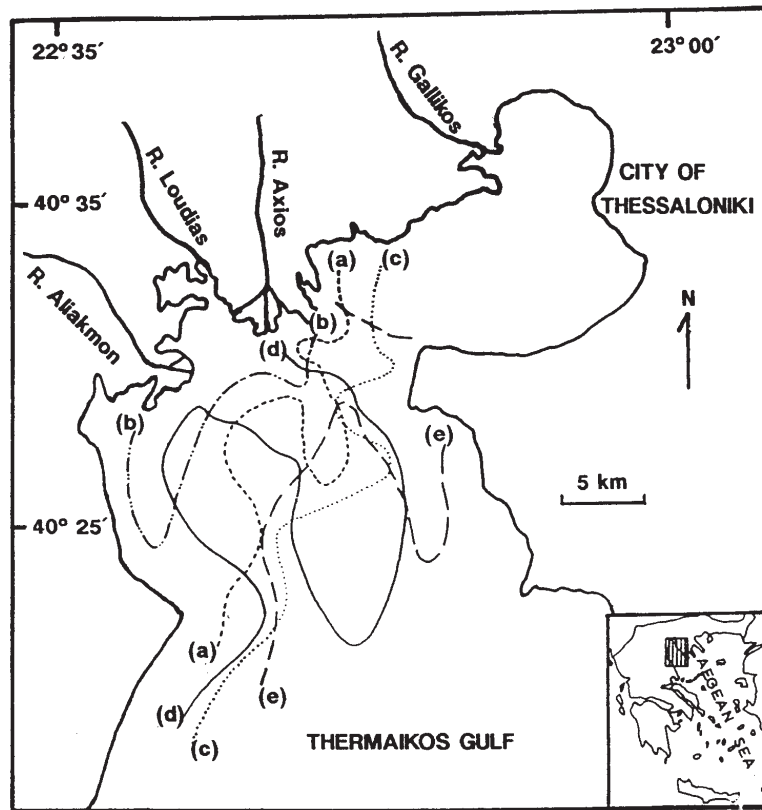 22° 35′
23° 00′
R. Gallikos
R. Loudias
R. Axios
CITY OF
THESSALONIKI
40° 35′
R. Aliakmon
(a)
(c)
N
(b)
(d)
(b)
(e)
5 km
40° 25′
(a)
(e)
(d)
(c)
THERMAIKOS GULF
AEGEAN SEA